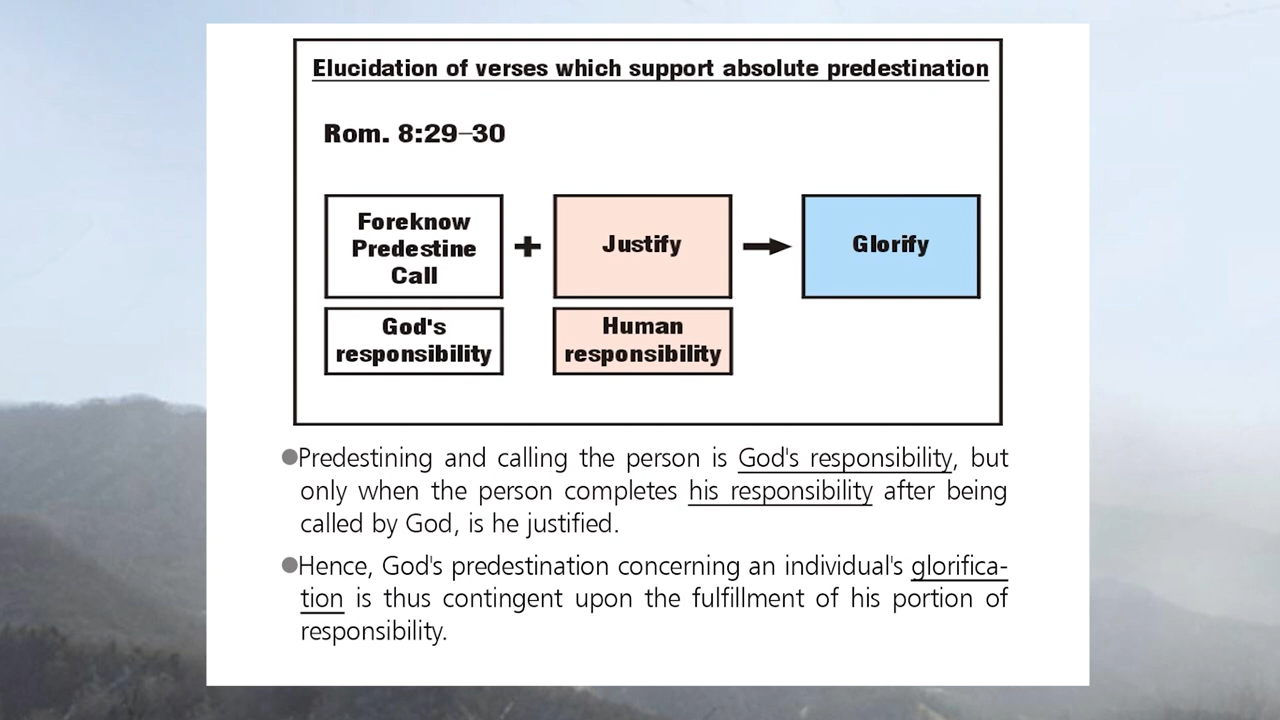 Elucidation of verses which support absolute predestination
Rom. 8:29–30
Foreknow
Predestine
Call
+
Justify
Glorify
God's
responsibility
Human
responsibility
●Predestining and calling the person is God's responsibility, but
only when the person completes his responsibility after being
called by God, is he justified.
●Hence, God's predestination concerning an individual's glorifica-
tion is thus contingent upon the fulfillment of his portion of
responsibility.